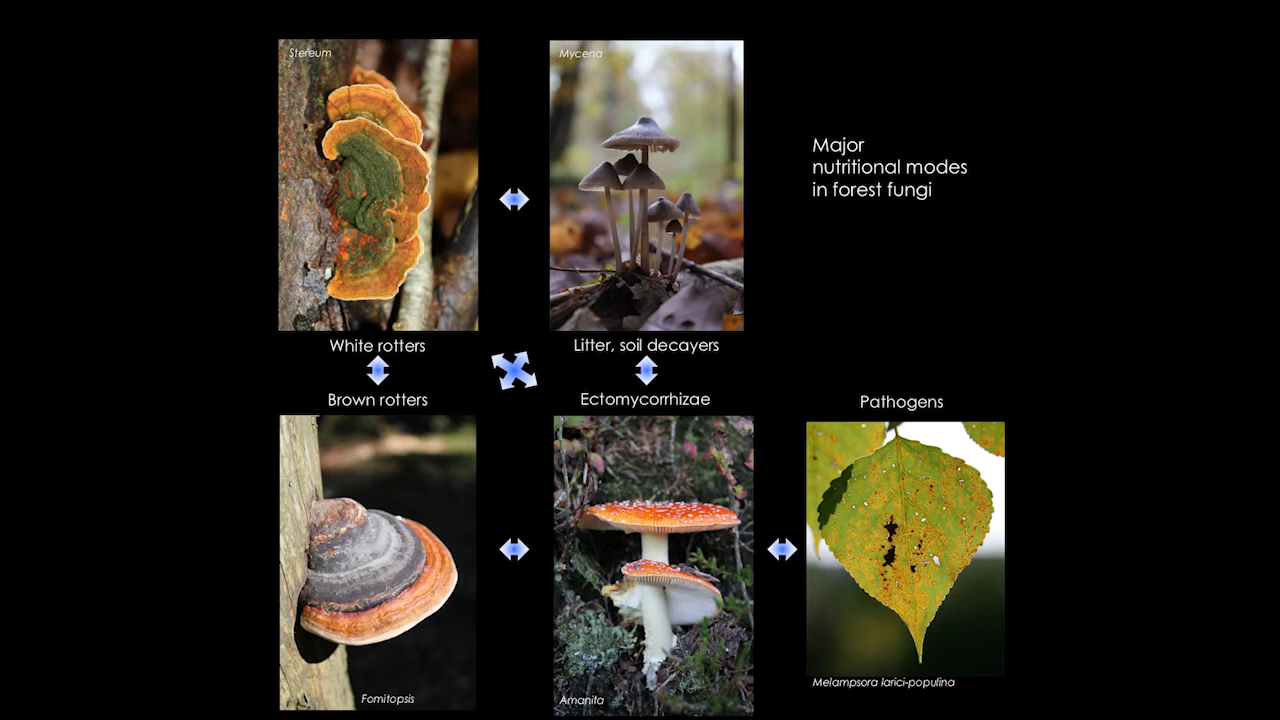 Stereum
Mycena
Major
nutritional modes
in forest fungi
White rotters
Litter, soil decayers
Brown rotters
Ectomycorrhizae
Pathogens
Fomitopsis
Amanita
Melampsora larici-populina